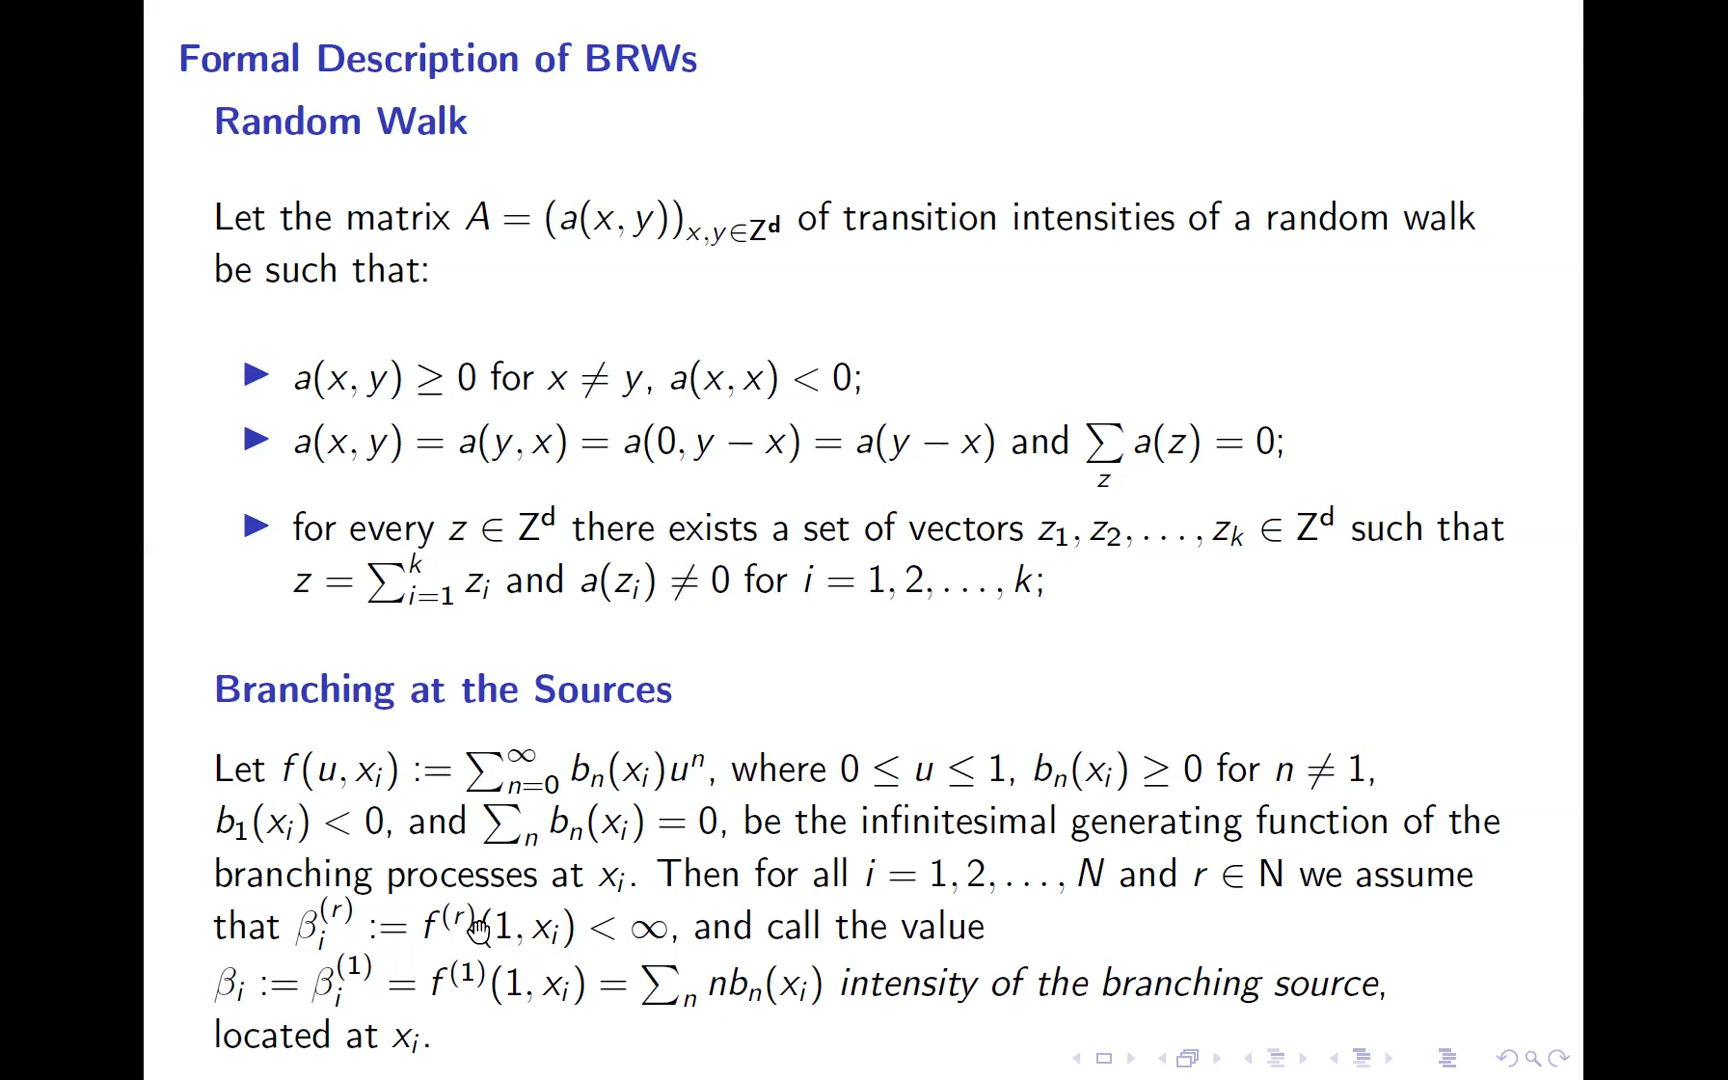 Formal Description of BRWs
Random Walk
Let the matrix A = (a(x, y))_{x,y∈Z^d} of transition intensities of a random walk
be such that:
▶ a(x, y) ≥ 0 for x ≠ y, a(x, x) < 0;
▶ a(x, y) = a(y, x) = a(0, y − x) = a(y − x) and ∑_z a(z) = 0;
▶ for every z ∈ Z^d there exists a set of vectors z_1, z_2, . . . , z_k ∈ Z^d such that
z = ∑_{i=1}^k z_i and a(z_i) ≠ 0 for i = 1, 2, . . . , k;
Branching at the Sources
Let f(u, x_i) := ∑_{n=0}^∞ b_n(x_i)u^n, where 0 ≤ u ≤ 1, b_n(x_i) ≥ 0 for n ≠ 1,
b_1(x_i) < 0, and ∑_n b_n(x_i) = 0, be the infinitesimal generating function of the
branching processes at x_i. Then for all i = 1, 2, . . . , N and r ∈ N we assume
that β_i^{(r)} := f^{(r)}(1, x_i) < ∞, and call the value
β_i := β_i^{(1)} = f^{(1)}(1, x_i) = ∑_n nb_n(x_i) intensity of the branching source,
located at x_i.